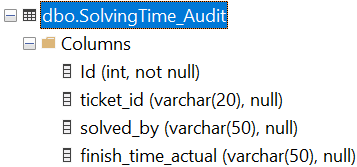 dbo.SolvingTime_Audit
Columns
Id (int, not null)
ticket_id (varchar(20), null)
solved_by (varchar(50), null)
finish_time_actual (varchar(50), null)